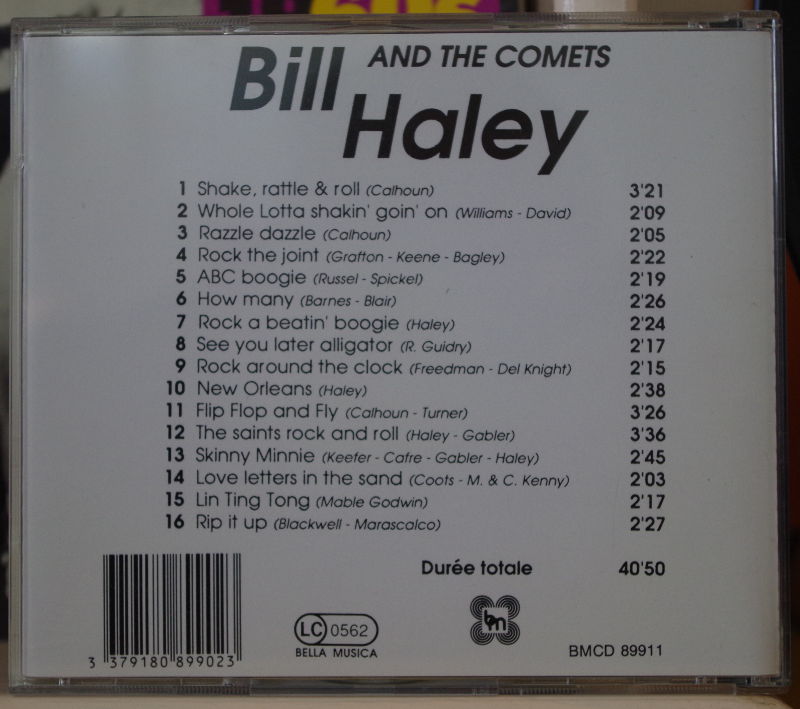 Bill AND THE COMETS
Haley
1 Shake, rattle & roll (Calhoun) 3'21
2 Whole Lotta shakin' goin' on (Williams - David) 2'09
3 Razzle dazzle (Calhoun) 2'05
4 Rock the joint (Grafton - Keene - Bagley) 2'22
5 ABC boogie (Russel - Spickel) 2'19
6 How many (Barnes - Blair) 2'26
7 Rock a beatin' boogie (Haley) 2'24
8 See you later alligator (R. Guidry) 2'17
9 Rock around the clock (Freedman - Del Knight) 2'15
10 New Orleans (Haley) 2'38
11 Flip Flop and Fly (Calhoun - Turner) 3'26
12 The saints rock and roll (Haley - Gabler) 3'36
13 Skinny Minnie (Keefer - Cafre - Gabler - Haley) 2'45
14 Love letters in the sand (Coots - M. & C. Kenny) 2'03
15 Lin Ting Tong (Mable Godwin) 2'17
16 Rip it up (Blackwell - Marascalco) 2'27
Durée totale 40'50
LC 0562
BELLA MUSICA
bm
BMCD 89911
3 379180 899023